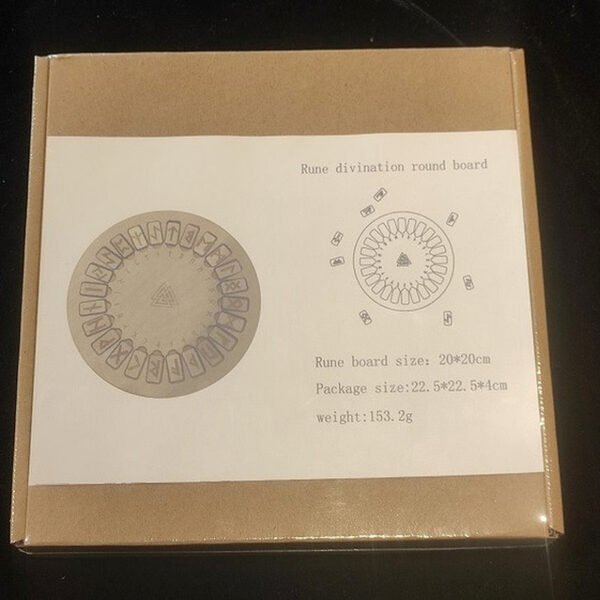 Rune divination round board
Rune board size: 20*20cm
Package size:22.5*22.5*4cm
weight:153.2g